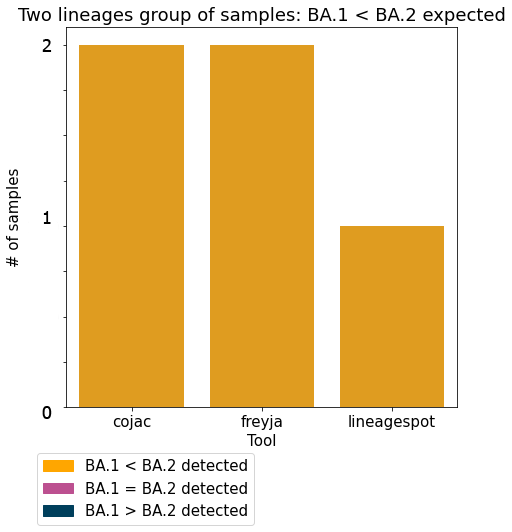 Two lineages group of samples: BA.1 < BA.2 expected
2
1
0
# of samples
cojac
freyja
lineagespot
Tool
BA.1 < BA.2 detected
BA.1 = BA.2 detected
BA.1 > BA.2 detected